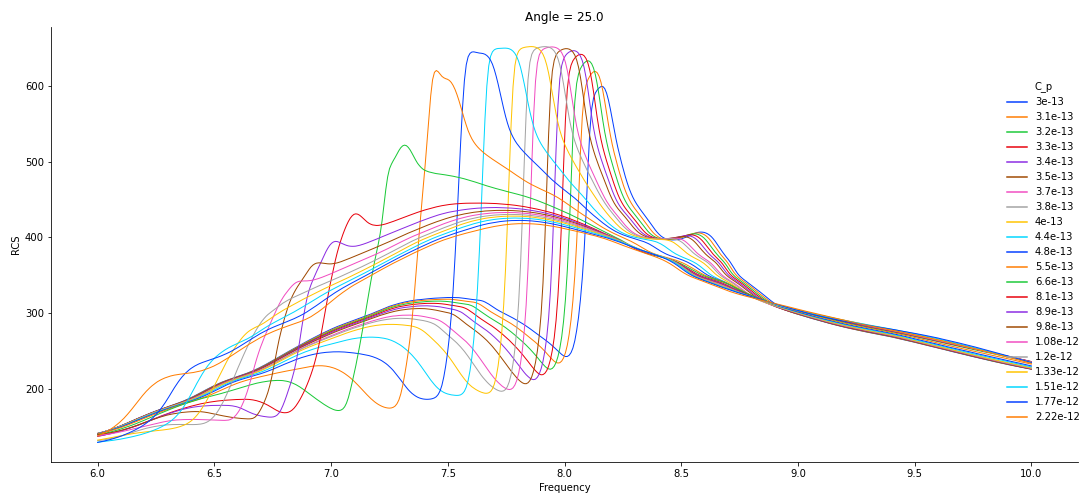 Angle = 25.0
RCS
600
500
400
300
200
6.0 6.5 7.0 7.5 8.0 8.5 9.0 9.5 10.0
Frequency
C_p
3e-13
3.1e-13
3.2e-13
3.3e-13
3.4e-13
3.5e-13
3.7e-13
3.8e-13
4e-13
4.4e-13
4.8e-13
5.5e-13
6.6e-13
8.1e-13
8.9e-13
9.8e-13
1.08e-12
1.2e-12
1.33e-12
1.51e-12
1.77e-12
2.22e-12